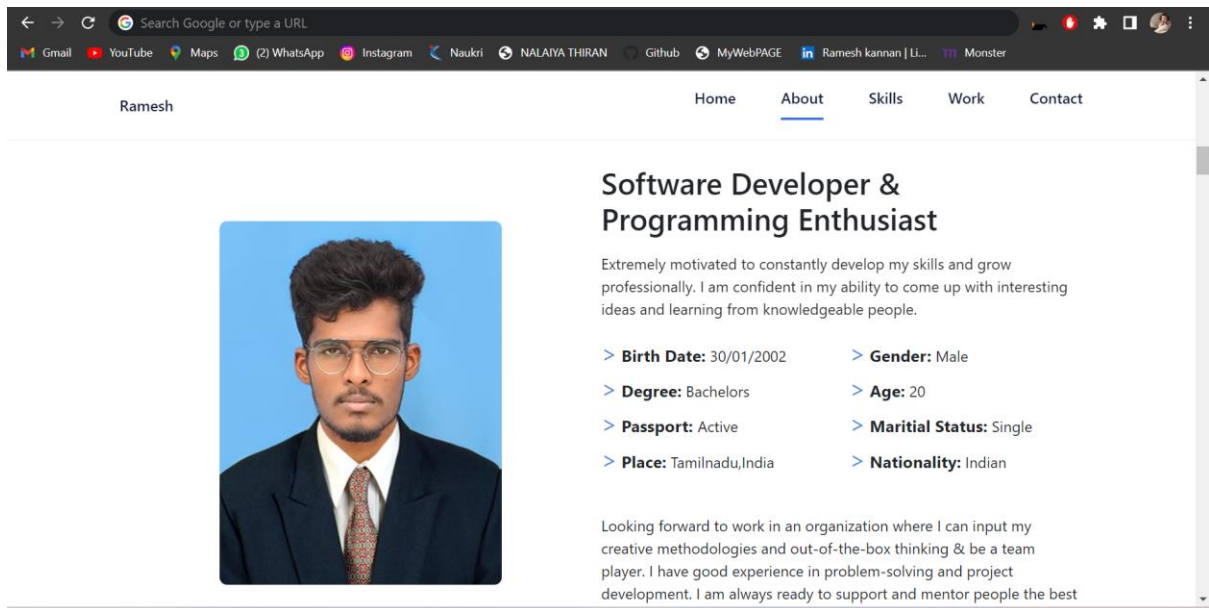 Search Google or type a URL
Gmail YouTube Maps (2) WhatsApp Instagram Naukri NALAIYA THIRAN Github MyWebPAGE Ramesh kannan | Li... Monster
Ramesh Home About Skills Work Contact
Software Developer &
Programming Enthusiast
Extremely motivated to constantly develop my skills and grow
professionally. I am confident in my ability to come up with interesting
ideas and learning from knowledgeable people.
> Birth Date: 30/01/2002 > Gender: Male
> Degree: Bachelors > Age: 20
> Passport: Active > Maritial Status: Single
> Place: Tamilnadu,India > Nationality: Indian
Looking forward to work in an organization where I can input my
creative methodologies and out-of-the-box thinking & be a team
player. I have good experience in problem-solving and project
development. I am always ready to support and mentor people the best